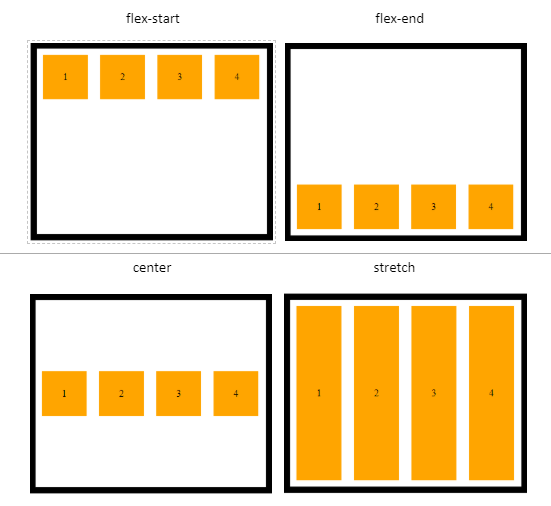 flex-start
flex-end
1 2 3 4
1 2 3 4
center
stretch
1 2 3 4
1 2 3 4